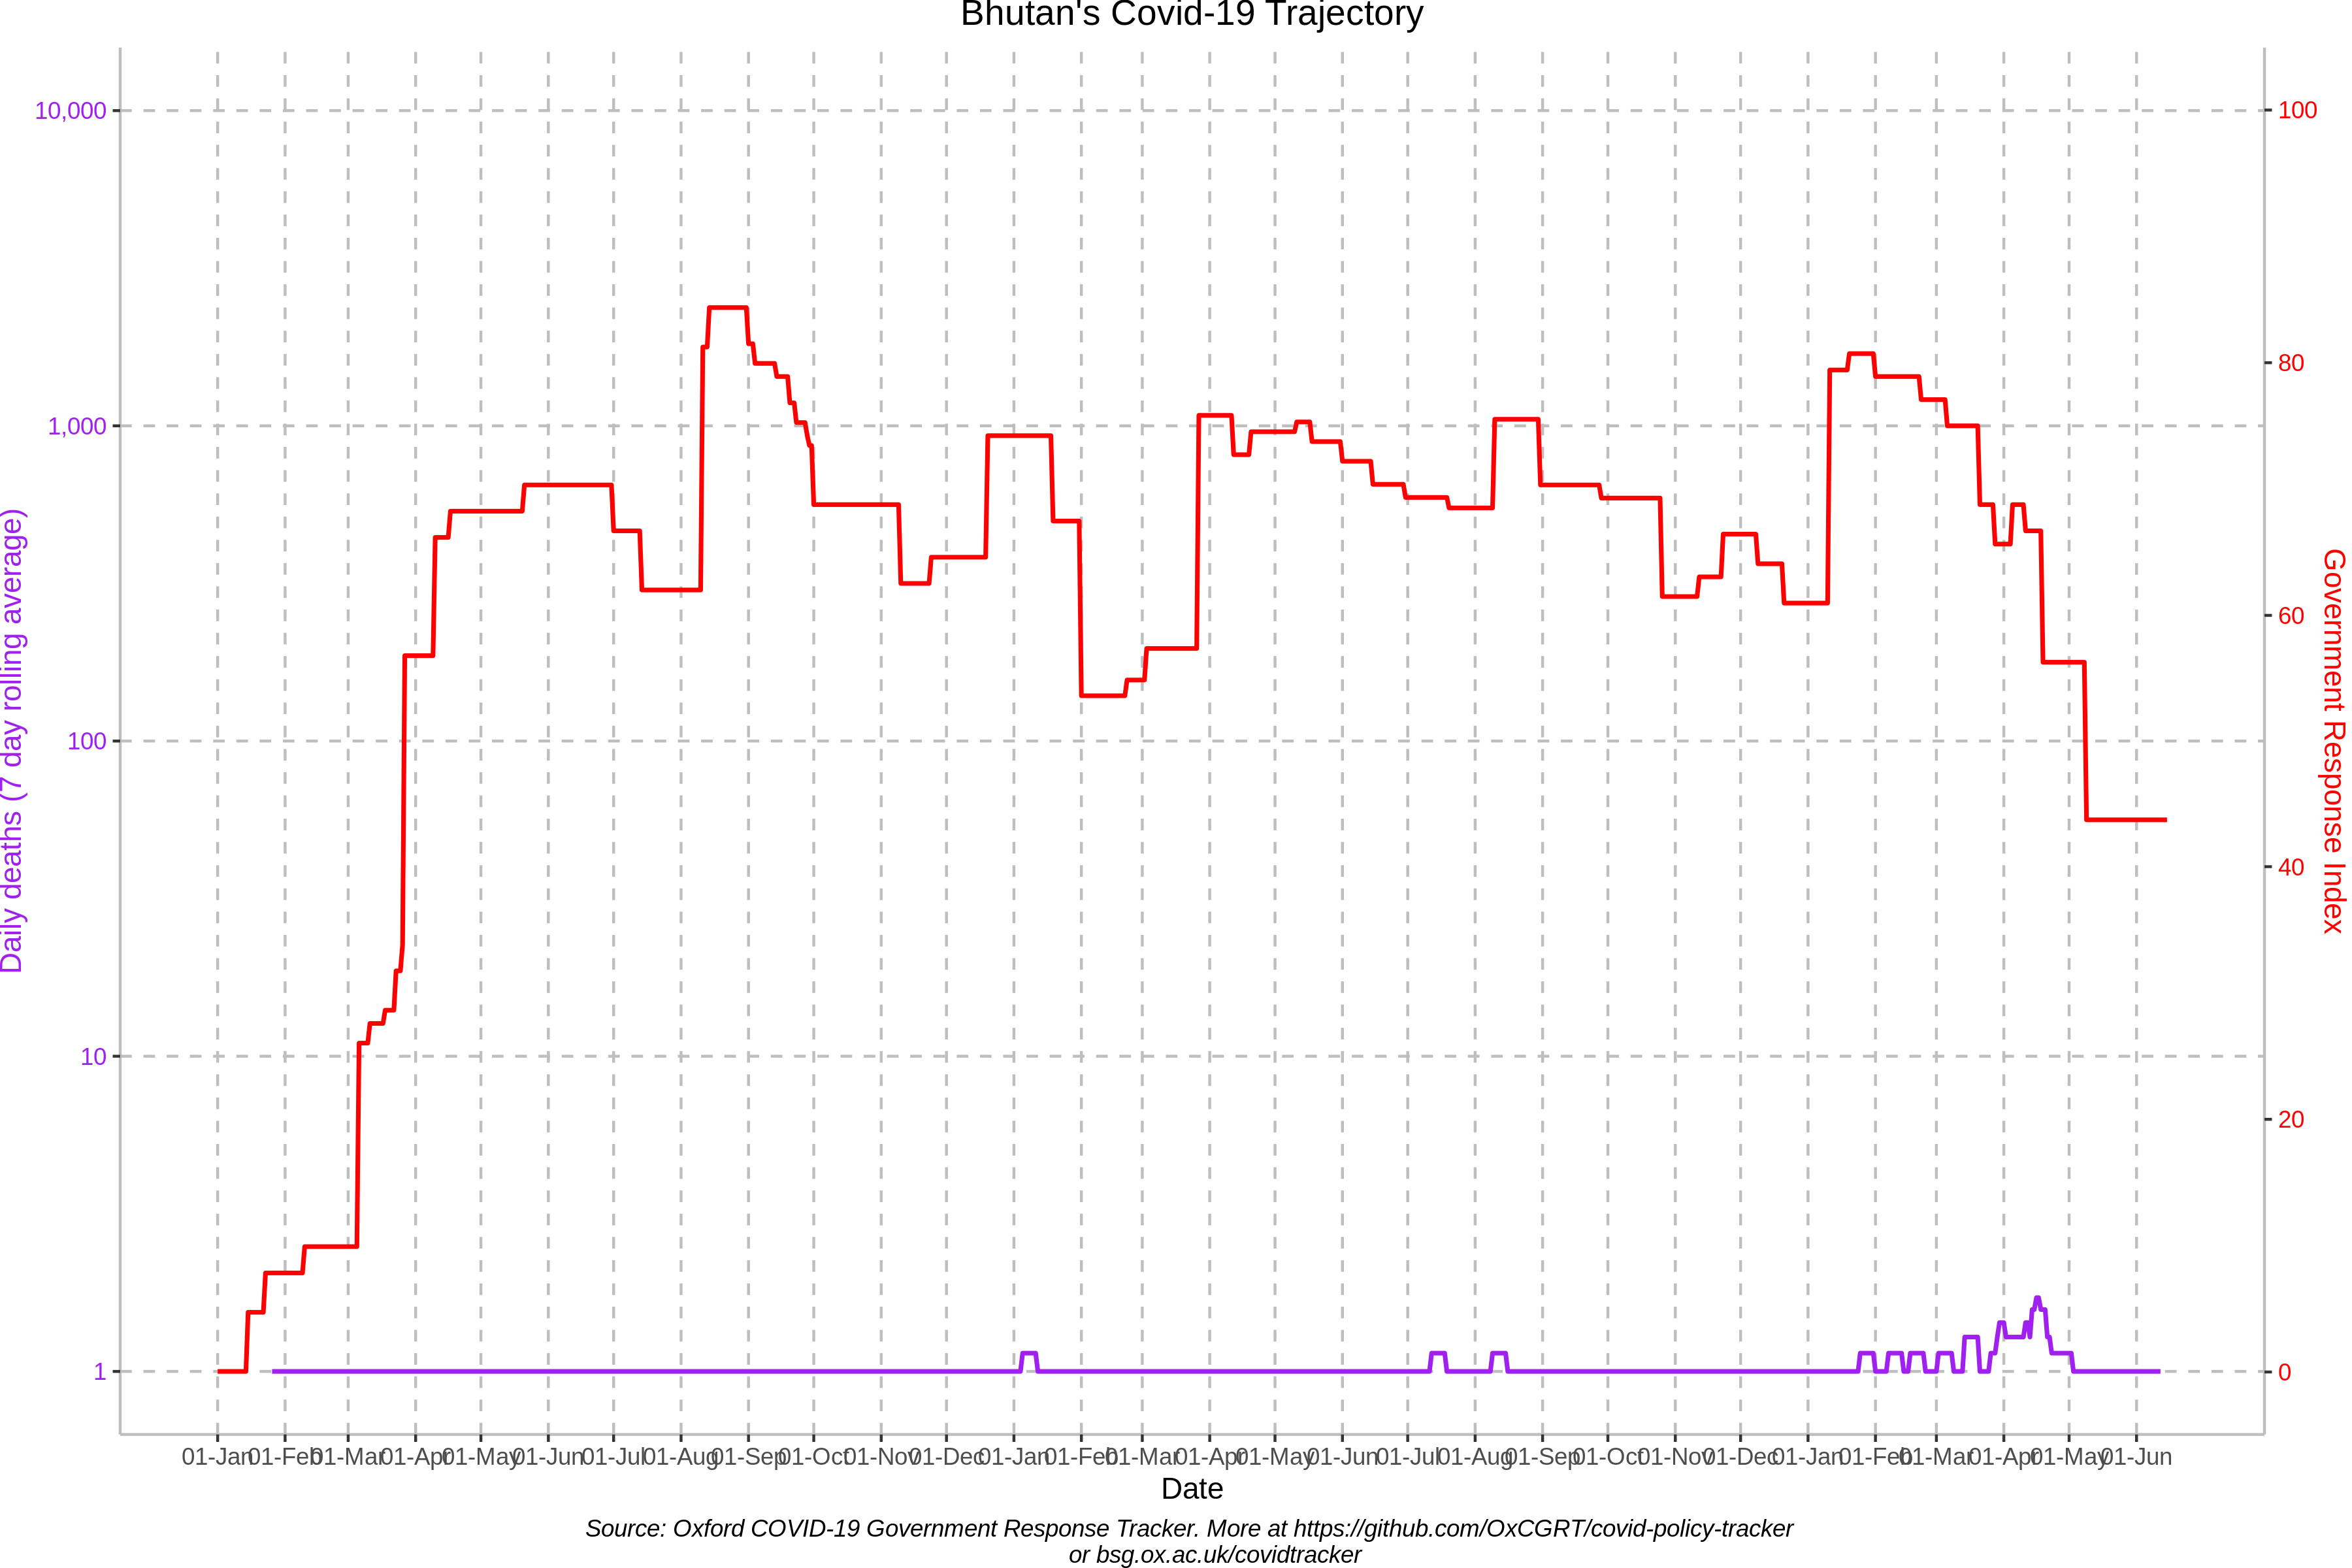 Bhutan's Covid-19 Trajectory
10,000
1,000
100
10
1
Daily deaths (7 day rolling average)
100
80
60
40
20
0
Government Response Index
01-Jan 01-Feb 01-Mar 01-Apr 01-May 01-Jun 01-Jul 01-Aug 01-Sep 01-Oct 01-Nov 01-Dec 01-Jan 01-Feb 01-Mar 01-Apr 01-May 01-Jun 01-Jul 01-Aug 01-Sep 01-Oct 01-Nov 01-Dec 01-Jan 01-Feb 01-Mar 01-Apr 01-May 01-Jun
Date
Source: Oxford COVID-19 Government Response Tracker. More at https://github.com/OxCGRT/covid-policy-tracker
or bsg.ox.ac.uk/covidtracker